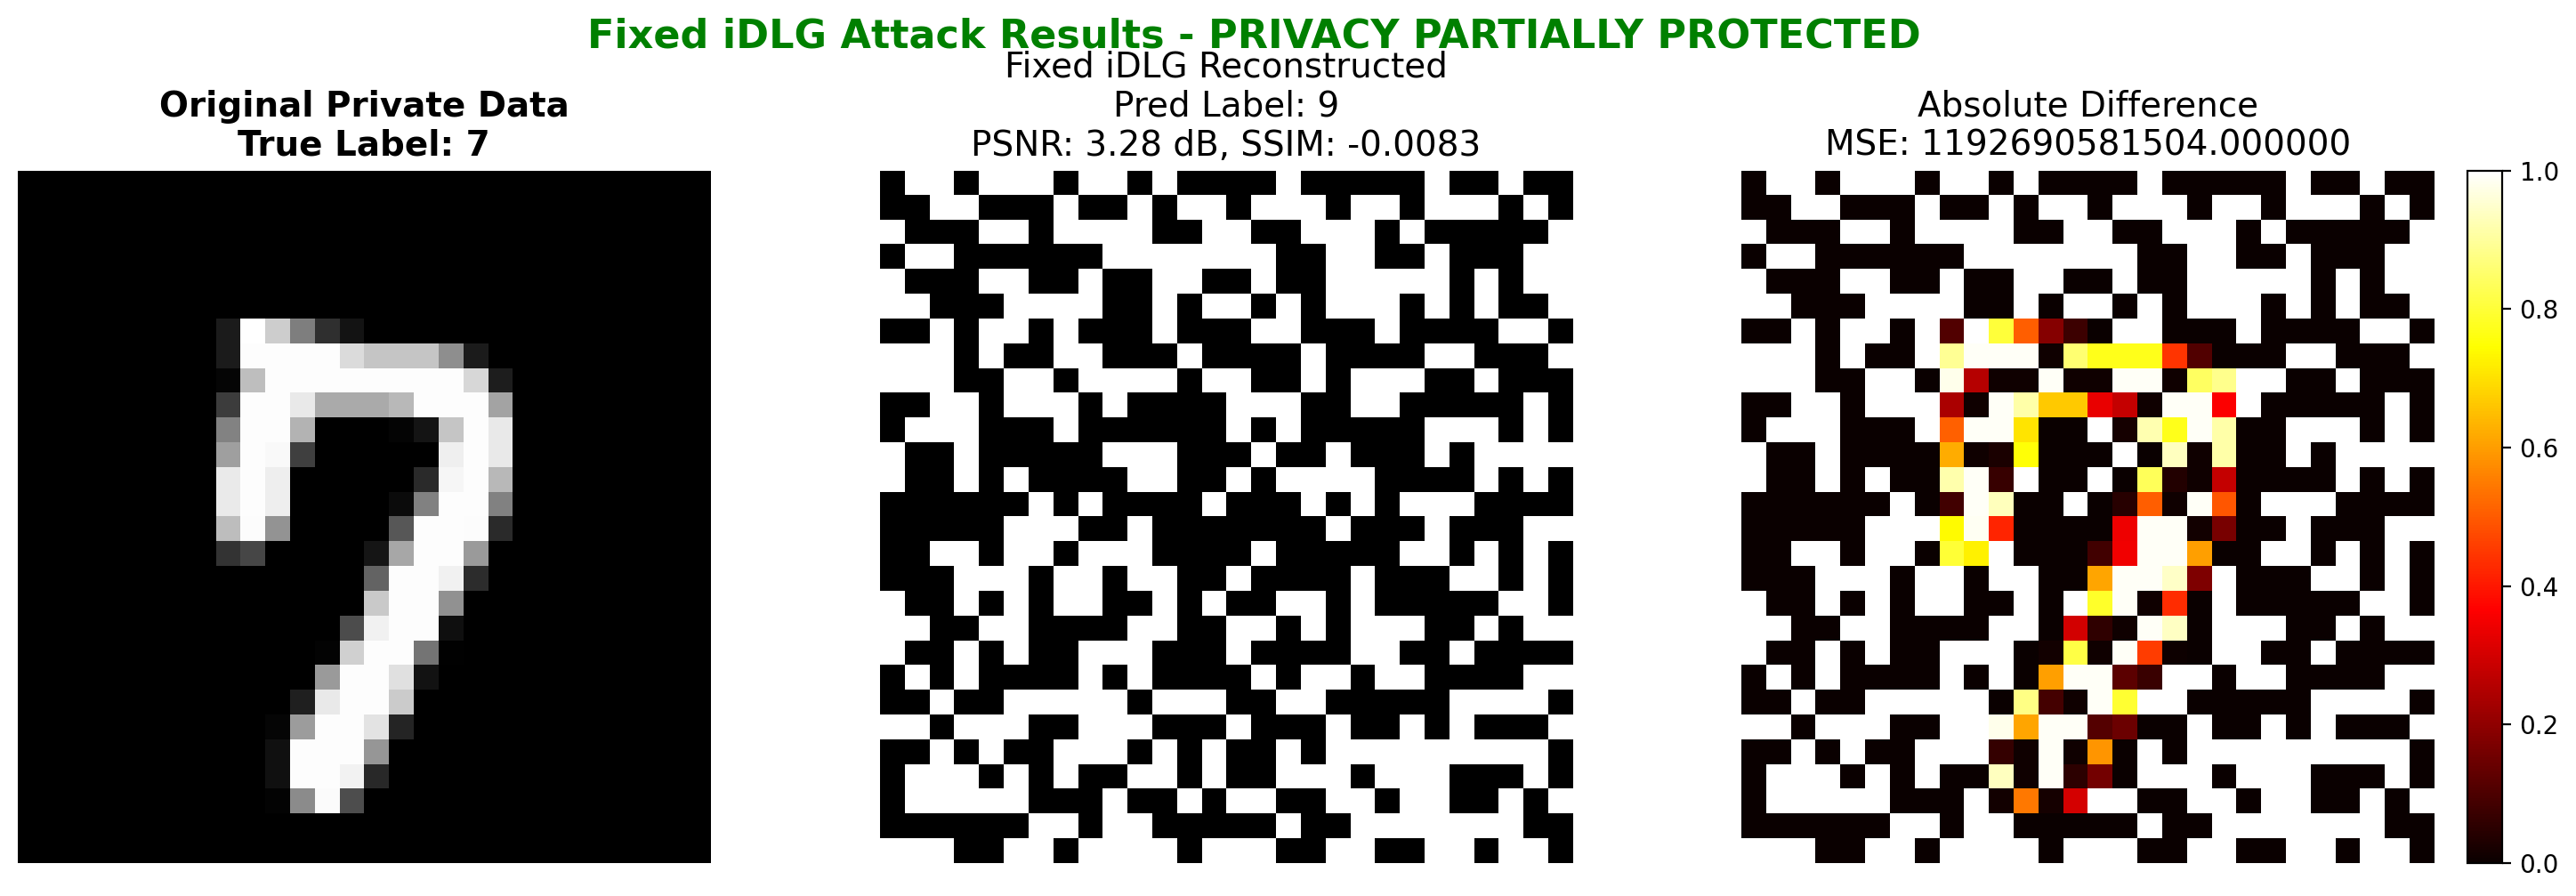 Fixed iDLG Attack Results - PRIVACY PARTIALLY PROTECTED
Original Private Data
True Label: 7
Fixed iDLG Reconstructed
Pred Label: 9
PSNR: 3.28 dB, SSIM: -0.0083
Absolute Difference
MSE: 1192690581504.000000
1.0
0.8
0.6
0.4
0.2
0.0
7